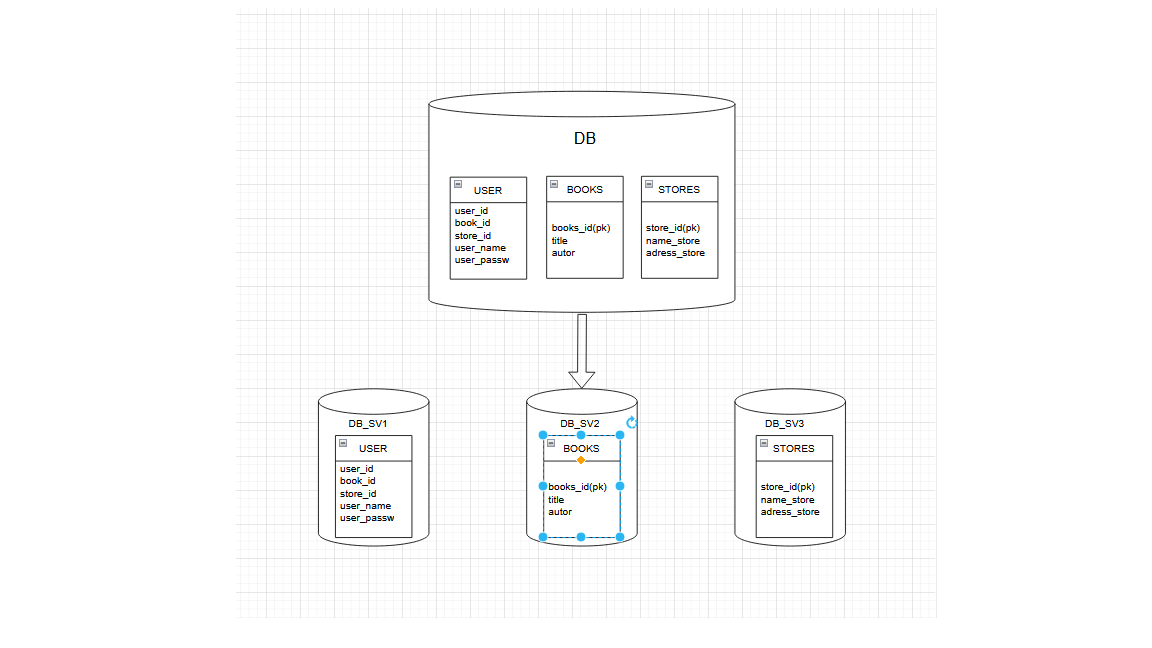 DB
USER
user_id
book_id
store_id
user_name
user_passw
BOOKS
books_id(pk)
title
autor
STORES
store_id(pk)
name_store
adress_store
DB_SV1
USER
user_id
book_id
store_id
user_name
user_passw
DB_SV2
BOOKS
books_id(pk)
title
autor
DB_SV3
STORES
store_id(pk)
name_store
adress_store